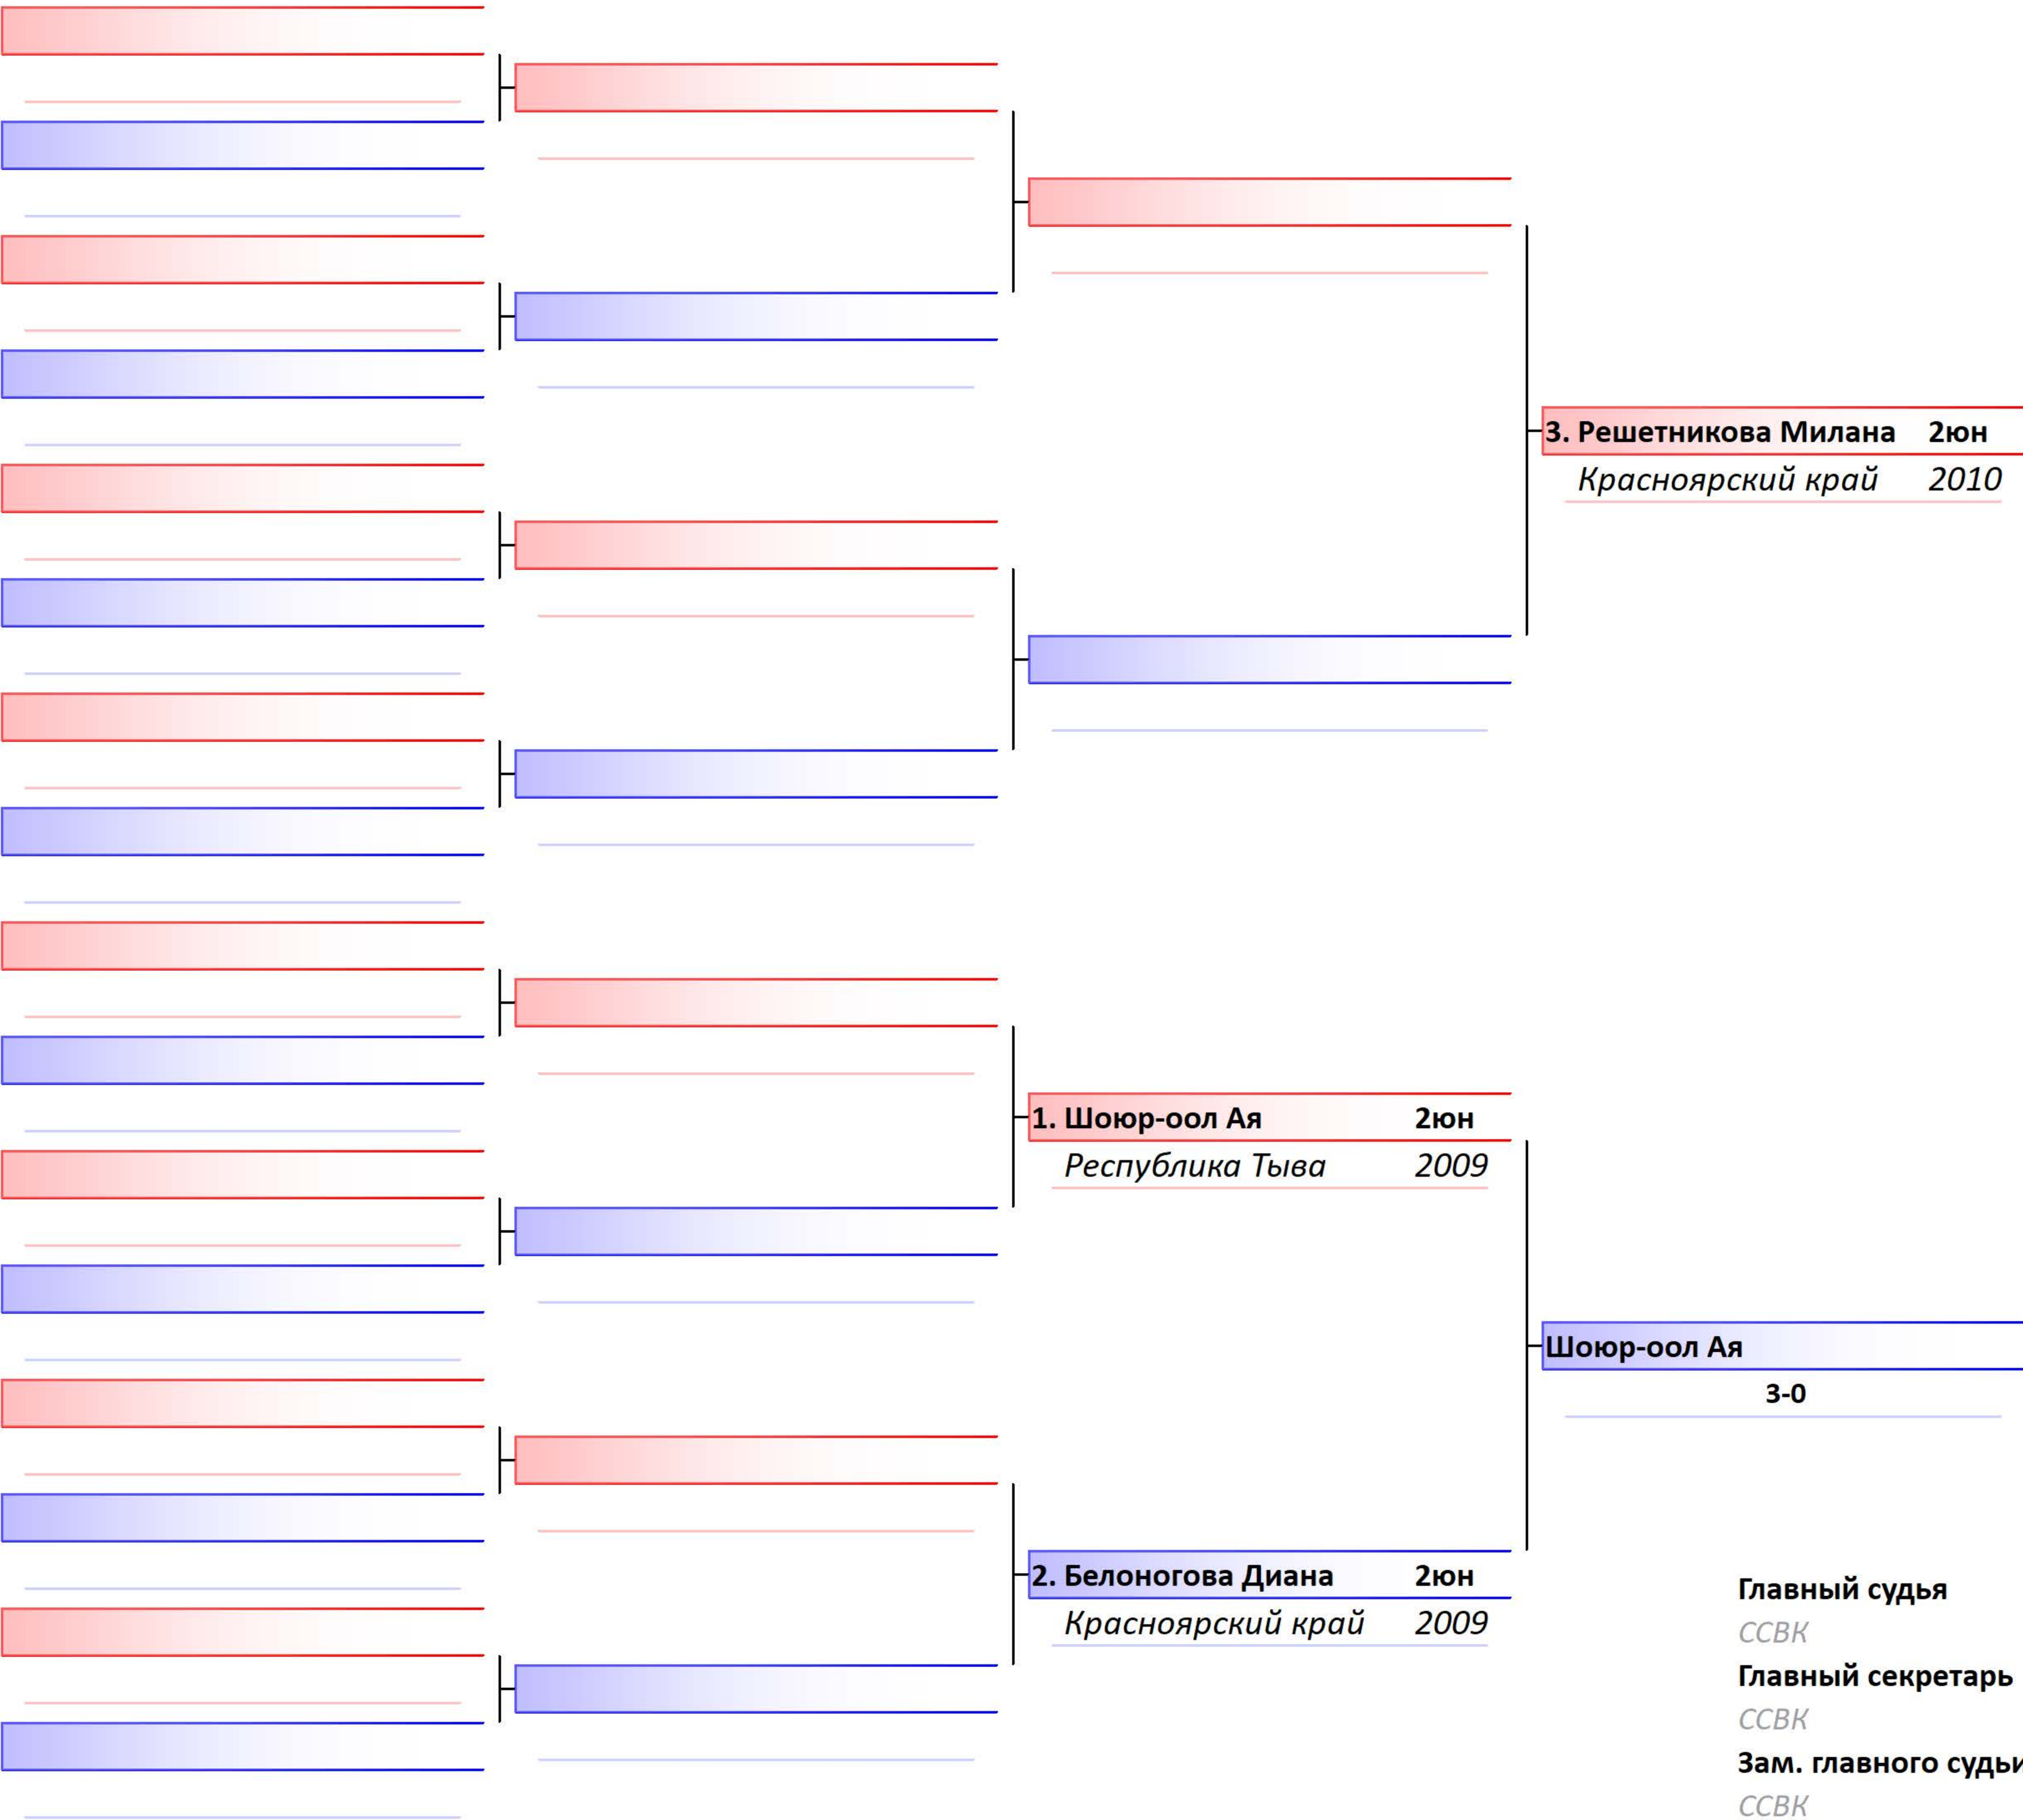 3. Решетникова Милана 2юн
Красноярский край 2010
1. Шоюр-оол Ая 2юн
Республика Тыва 2009
Шоюр-оол Ая
3-0
2. Белоногова Диана 2юн
Красноярский край 2009
Главный судья
ССВК
Главный секретарь
ССВК
Зам. главного судьи
ССВК